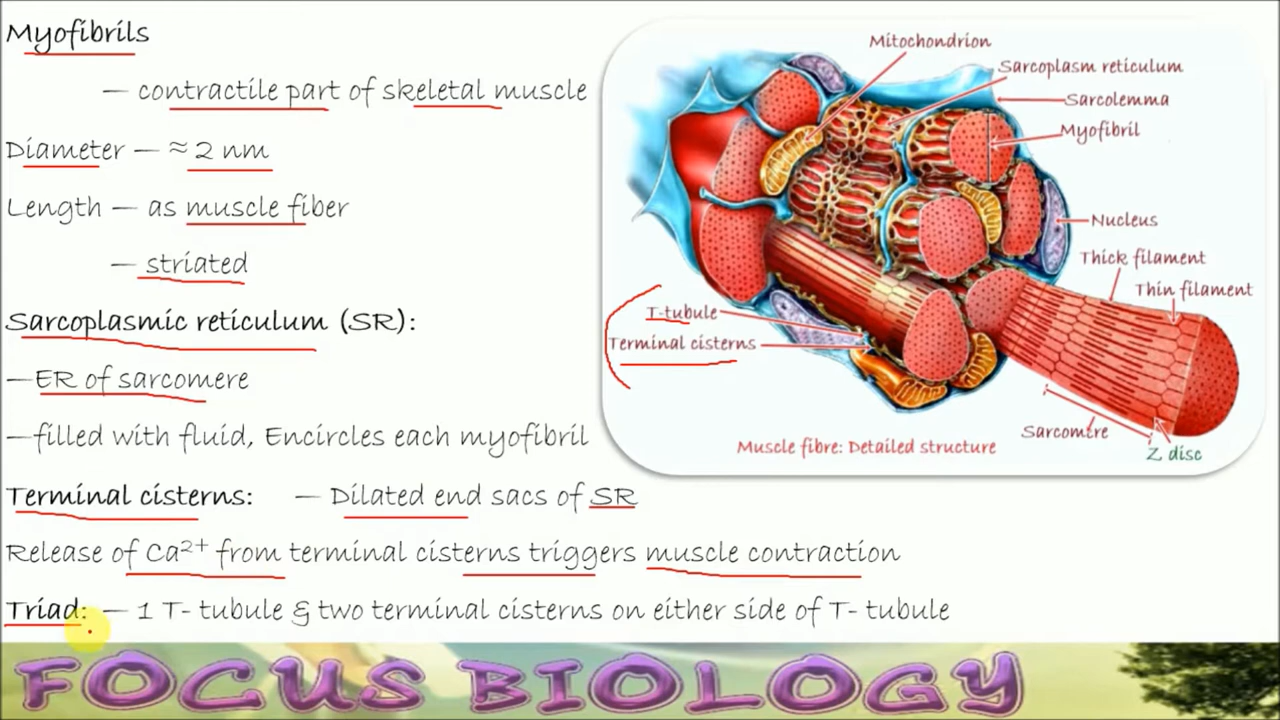 Myofibrils
— contractile part of skeletal muscle
Diameter — ≈ 2 nm
Length — as muscle fiber
— striated
Sarcoplasmic reticulum (SR):
—ER of sarcomere
—filled with fluid, Encircles each myofibril
Terminal cisterns: — Dilated end sacs of SR
Release of Ca²⁺ from terminal cisterns triggers muscle contraction
Triad: — 1 T- tubule & two terminal cisterns on either side of T- tubule
Mitochondrion
Sarcoplasm reticulum
Sarcolemma
Myofibril
Nucleus
Thick filament
Thin filament
T-tubule
Terminal cisterns
Sarcomere
Z disc
Muscle fibre: Detailed structure
FOCUS BIOLOGY